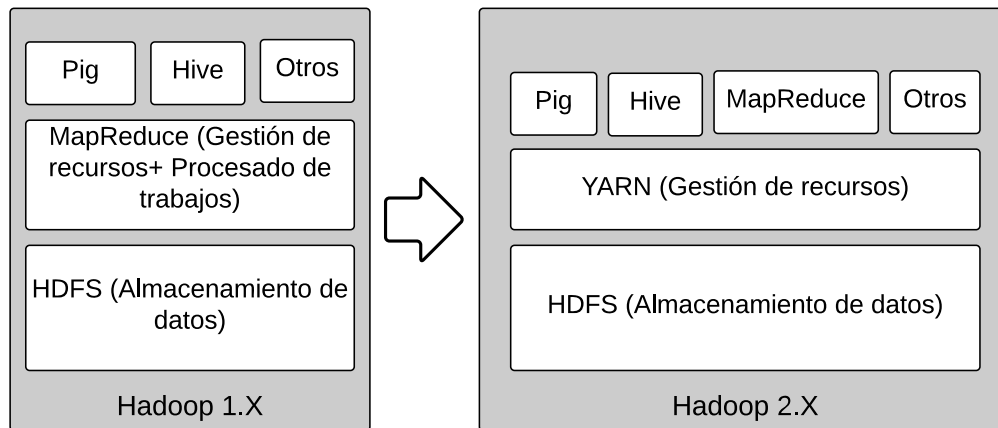 Pig
Hive
Otros
MapReduce (Gestión de
recursos+ Procesado de
trabajos)
HDFS (Almacenamiento de
datos)
Hadoop 1.X
Pig
Hive
MapReduce
Otros
YARN (Gestión de recursos)
HDFS (Almacenamiento de datos)
Hadoop 2.X